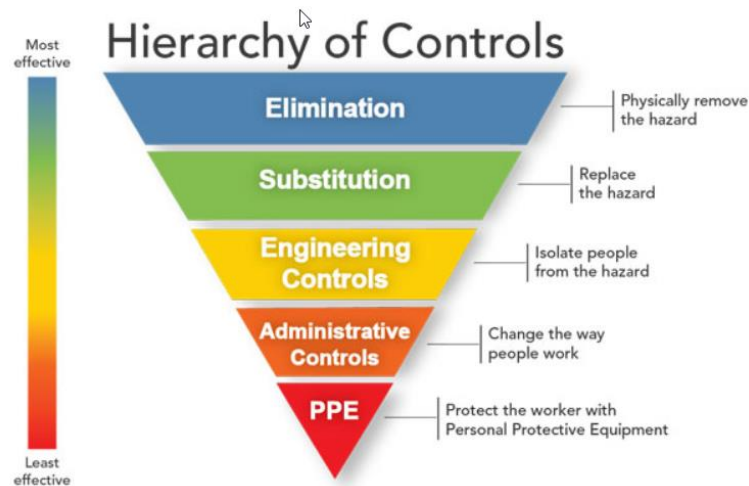 Hierarchy of Controls
Most
effective
Elimination
Physically remove
the hazard
Substitution
Replace
the hazard
Engineering
Controls
Isolate people
from the hazard
Administrative
Controls
Change the way
people work
PPE
Protect the worker with
Personal Protective Equipment
Least
effective